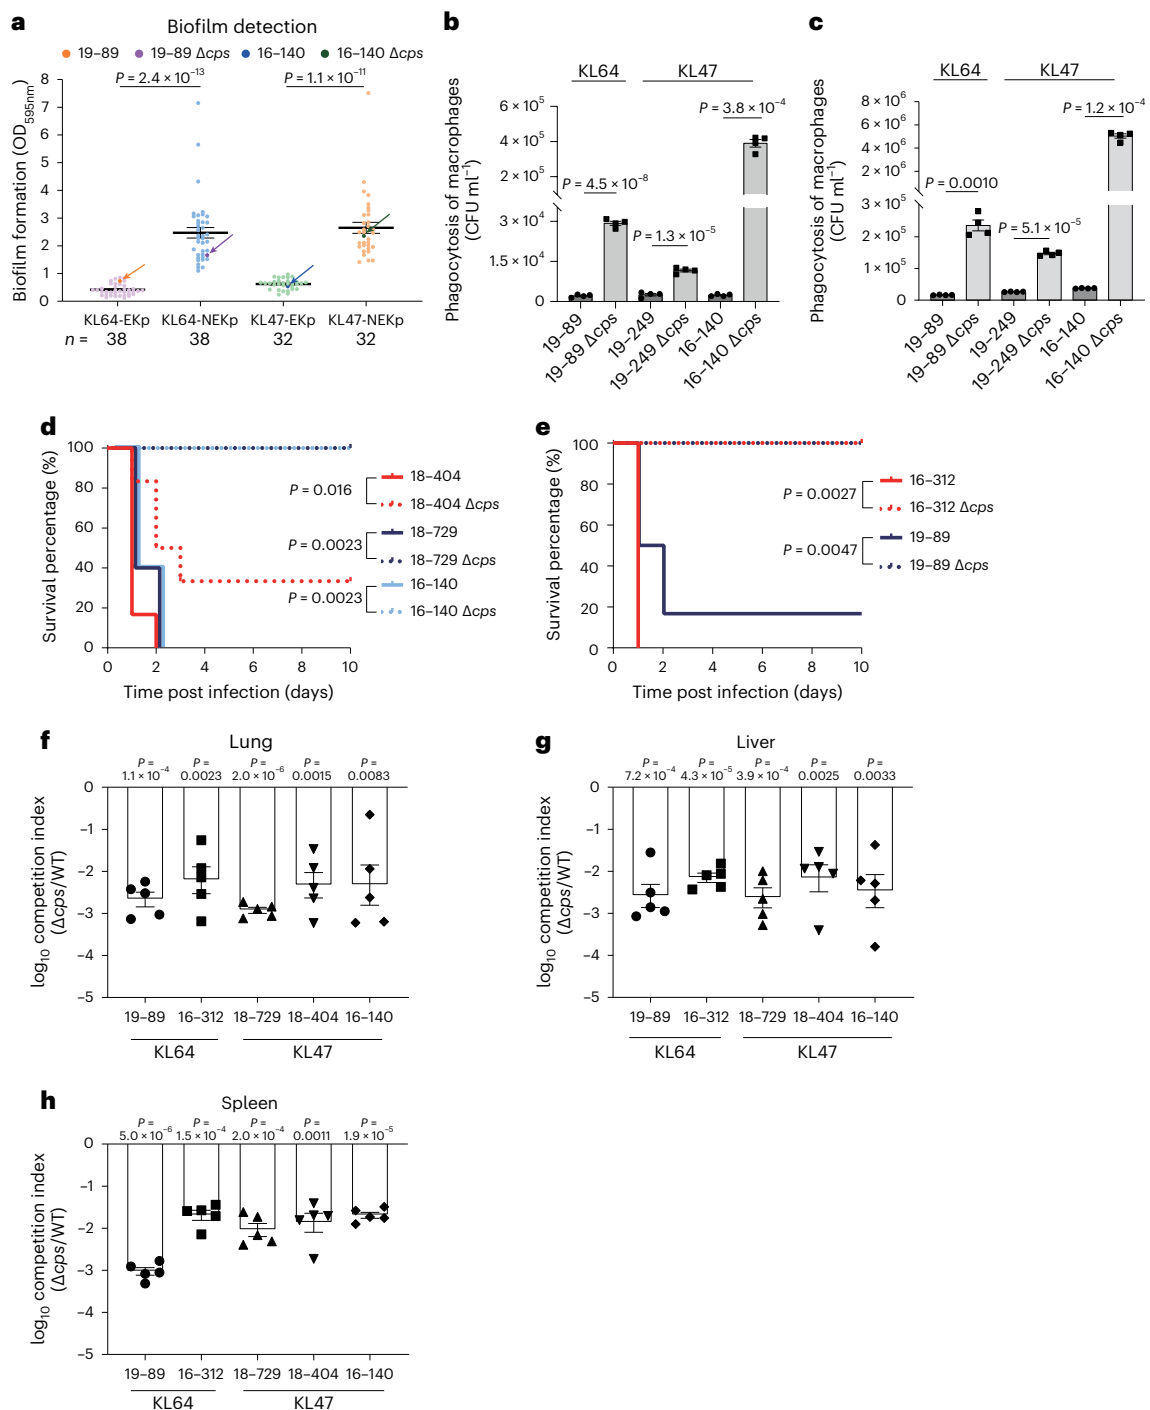 a
Biofilm detection
19–89
19–89 Δcps
16–140
16–140 Δcps
P = 2.4 × 10⁻¹³
P = 1.1 × 10⁻¹¹
Biofilm formation (OD₅₉₅ₙₘ)
8
7
6
5
4
3
2
1
0
KL64-EKp
KL64-NEKp
KL47-EKp
KL47-NEKp
n =
38
38
32
32
b
KL64
KL47
Phagocytosis of macrophages
(CFU ml⁻¹)
6 × 10⁵
4 × 10⁵
2 × 10⁵
3 × 10⁴
1.5 × 10⁴
0
P = 4.5 × 10⁻⁸
P = 1.3 × 10⁻⁵
P = 3.8 × 10⁻⁴
19–89
19–89 Δcps
19–249
19–249 Δcps
16–140
16–140 Δcps
c
KL64
KL47
Phagocytosis of macrophages
(CFU ml⁻¹)
8 × 10⁶
6 × 10⁶
4 × 10⁶
3 × 10⁵
2 × 10⁵
1 × 10⁵
0
P = 0.0010
P = 5.1 × 10⁻⁵
P = 1.2 × 10⁻⁴
19–89
19–89 Δcps
19–249
19–249 Δcps
16–140
16–140 Δcps
d
Survival percentage (%)
100
80
60
40
20
0
0
2
4
6
8
10
Time post infection (days)
P = 0.016
18–404
18–404 Δcps
P = 0.0023
18–729
18–729 Δcps
P = 0.0023
16–140
16–140 Δcps
e
Survival percentage (%)
100
80
60
40
20
0
0
2
4
6
8
10
Time post infection (days)
P = 0.0027
16–312
16–312 Δcps
P = 0.0047
19–89
19–89 Δcps
f
Lung
P =
1.1 × 10⁻⁴
P =
0.0023
P =
2.0 × 10⁻⁶
P =
0.0015
P =
0.0083
log₁₀ competition index
(Δcps/WT)
0
–1
–2
–3
–4
–5
19–89
16–312
18–729
18–404
16–140
KL64
KL47
g
Liver
P =
7.2 × 10⁻⁴
P =
4.3 × 10⁻⁵
P =
3.9 × 10⁻⁴
P =
0.0025
P =
0.0033
log₁₀ competition index
(Δcps/WT)
0
–1
–2
–3
–4
–5
19–89
16–312
18–729
18–404
16–140
KL64
KL47
h
Spleen
P =
5.0 × 10⁻⁶
P =
1.5 × 10⁻⁴
P =
2.0 × 10⁻⁴
P =
0.0011
P =
1.9 × 10⁻⁵
log₁₀ competition index
(Δcps/WT)
0
–1
–2
–3
–4
–5
19–89
16–312
18–729
18–404
16–140
KL64
KL47